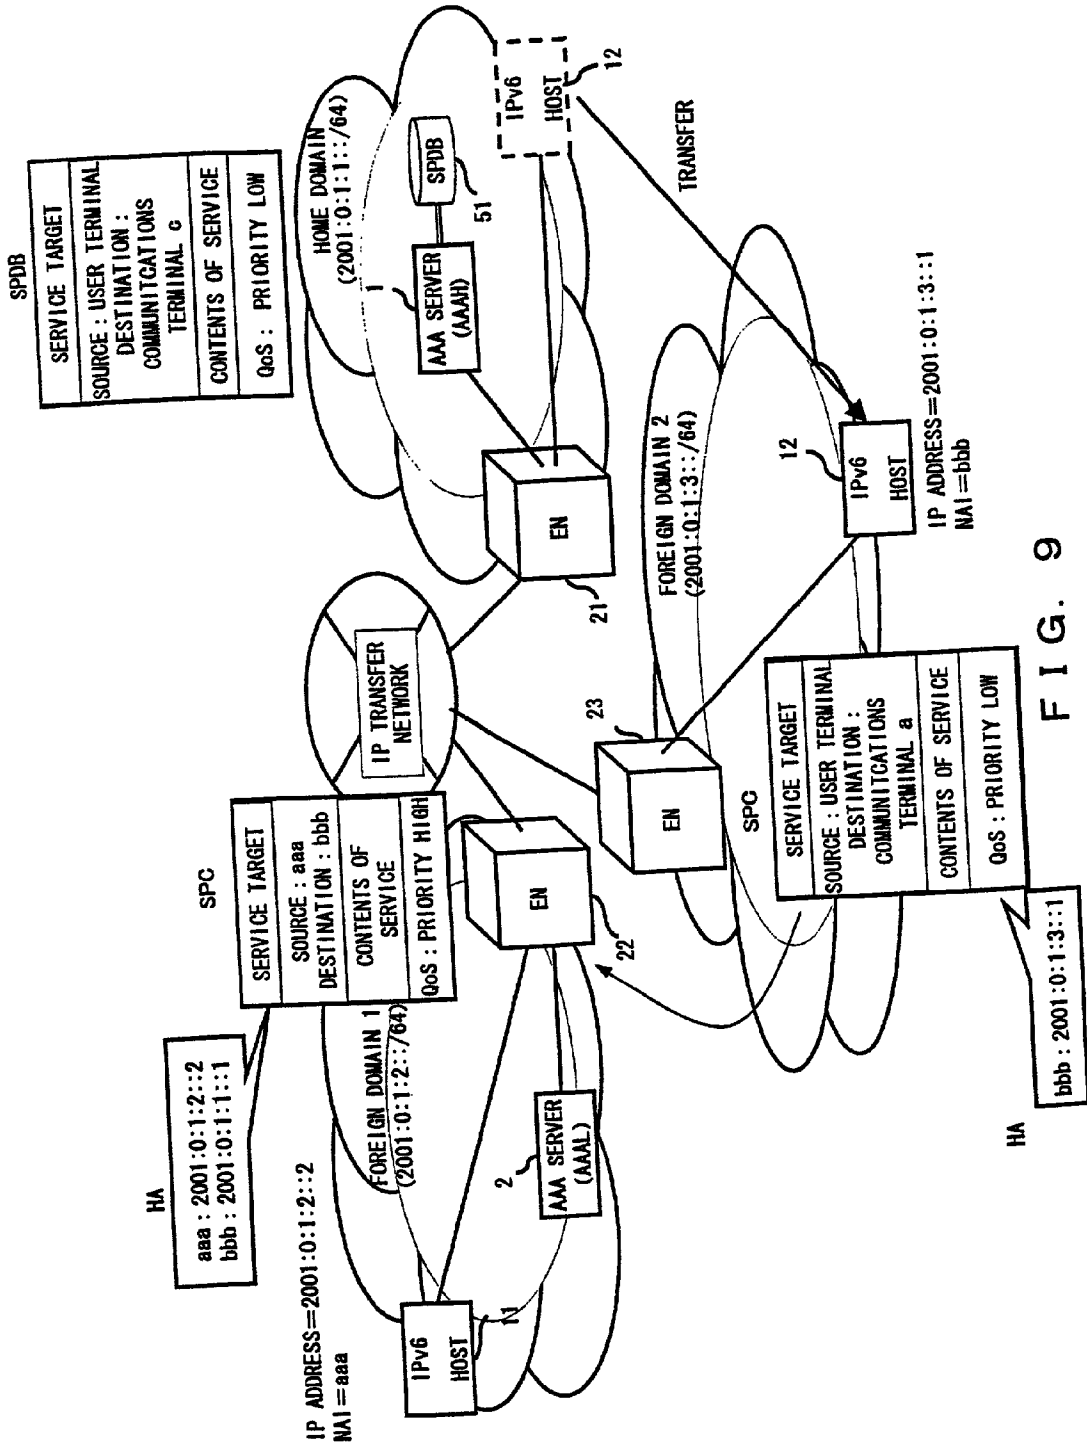 SPDB
SERVICE TARGET
SOURCE : USER TERMINAL
DESTINATION :
COMMUNITCATIONS
TERMINAL c
CONTENTS OF SERVICE
QoS : PRIORITY LOW
HOME DOMAIN
(2001:0:1:1::/64)
1
AAA SERVER
(AAAH)
SPDB
51
IPv6
HOST
12
TRANSFER
EN
21
IP TRANSFER
NETWORK
SPC
SERVICE TARGET
SOURCE : aaa
DESTINATION : bbb
CONTENTS OF
SERVICE
QoS : PRIORITY HIGH
HA
aaa : 2001:0:1:2::2
bbb : 2001:0:1:1::1
EN
22
FOREIGN DOMAIN 1
(2001:0:1:2::/64)
IP ADDRESS=2001:0:1:2::2
NAI=aaa
IPv6
HOST
11
2
AAA SERVER
(AAAL)
EN
23
FOREIGN DOMAIN 2
(2001:0:1:3::/64)
12
IPv6
HOST
IP ADDRESS=2001:0:1:3::1
NAI=bbb
SPC
SERVICE TARGET
SOURCE : USER TERMINAL
DESTINATION :
COMMUNITCATIONS
TERMINAL a
CONTENTS OF SERVICE
QoS : PRIORITY LOW
HA
bbb : 2001:0:1:3::1
FIG. 9